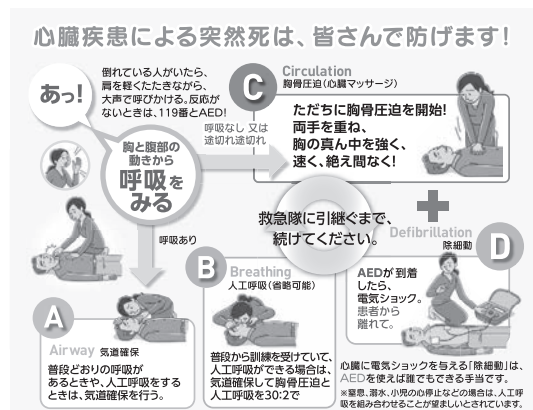 心臓疾患による突然死は、皆さんで防げます！
あっ！
倒れている人がいたら、
肩を軽くたたきながら、
大声で呼びかける。反応が
ないときは、119番とAED！
胸と腹部の
動きから
呼吸を
みる
呼吸なし 又は
途切れ途切れ
呼吸あり
C
Circulation
胸骨圧迫（心臓マッサージ）
ただちに胸骨圧迫を開始！
両手を重ね、
胸の真ん中を強く、
速く、絶え間なく！
救急隊に引継ぐまで、
続けてください。
A
Airway 気道確保
普段どおりの呼吸が
あるときや、人工呼吸をする
ときは、気道確保を行う。
B
Breathing
人工呼吸（省略可能）
普段から訓練を受けていて、
人工呼吸ができる場合は、
気道確保して胸骨圧迫と
人工呼吸を30:2で
D
Defibrillation
除細動
AEDが到着
したら、
電気ショック。
患者から
離れて。
心臓に電気ショックを与える「除細動」は、
AEDを使えば誰でもできる手当です。
※窒息、溺水、小児の心停止などの場合は、人工呼
吸を組み合わせることが望ましいとされています。